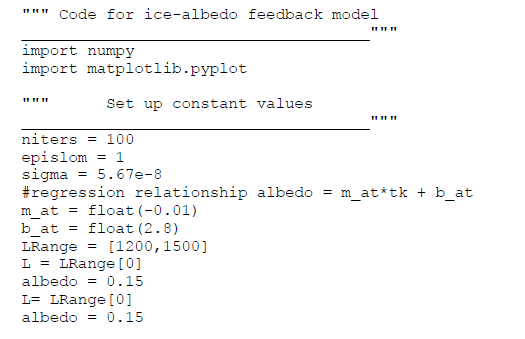 """ Code for ice-albedo feedback model
_____________________________________"""
import numpy
import matplotlib.pyplot
""" Set up constant values
_____________________________________"""
niters = 100
epislom = 1
sigma = 5.67e-8
#regression relationship albedo = m_at*tk + b_at
m_at = float(-0.01)
b_at = float(2.8)
LRange = [1200,1500]
L = LRange[0]
albedo = 0.15
L= LRange[0]
albedo = 0.15